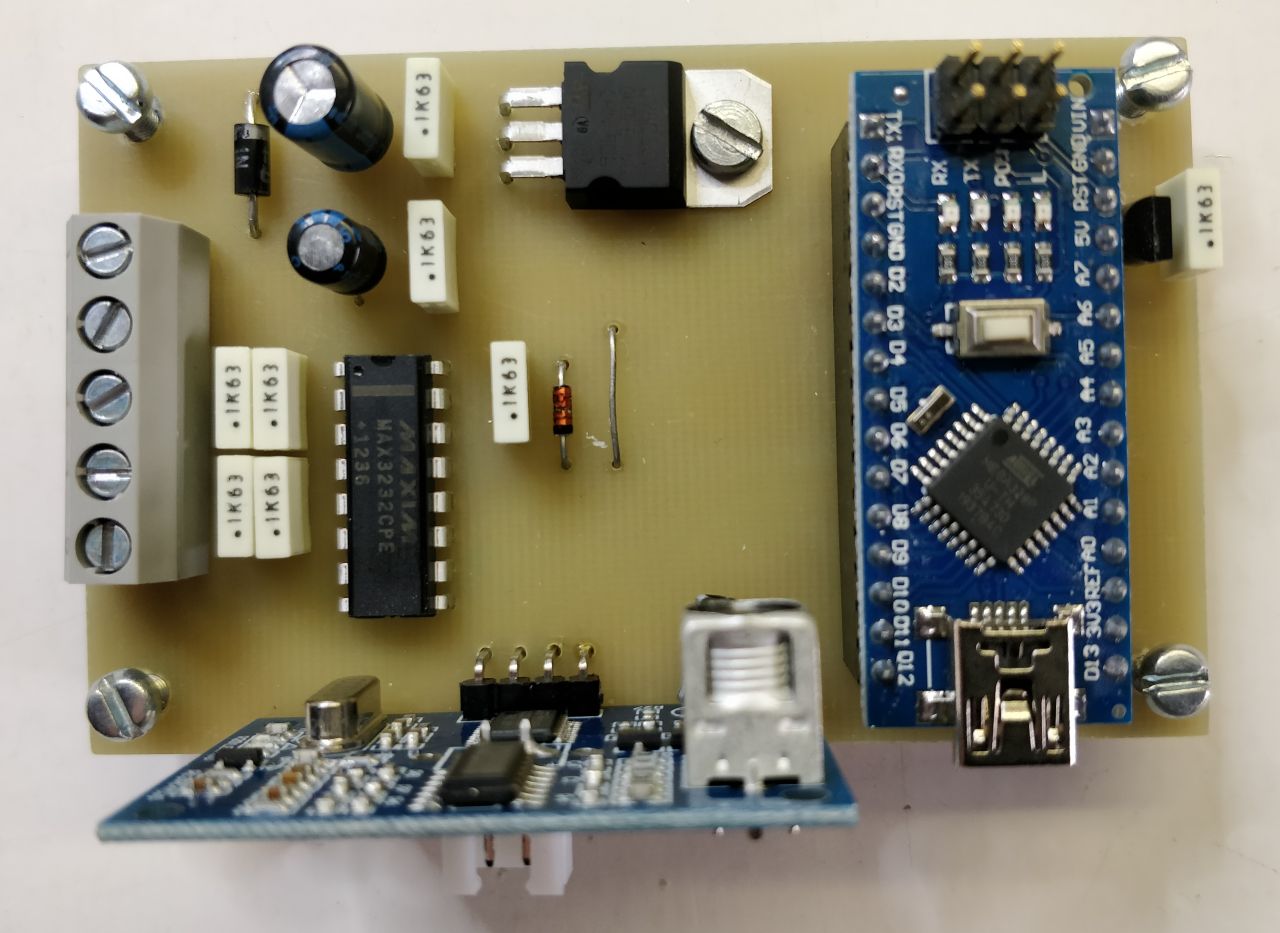 .1K63
.1K63
1N
.1K63
.1K63
.1K63
.1K63
.1K63
MAXIM
MAX3232CPE
+1236
.1K63
TX1
RX0
RST
GND
D2
D3
D4
D5
D6
D7
D8
D9
D10
D11
D12
RX
TX
L
VIN
GND
RST
5V
A7
A6
A5
A4
A3
A2
A1
A0
REF
3V3
D13